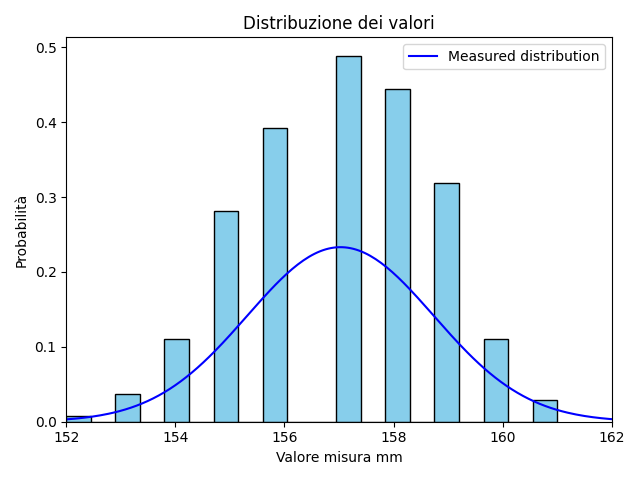 Distribuzione dei valori
Measured distribution
Probabilità
0.5
0.4
0.3
0.2
0.1
0.0
152 154 156 158 160 162
Valore misura mm